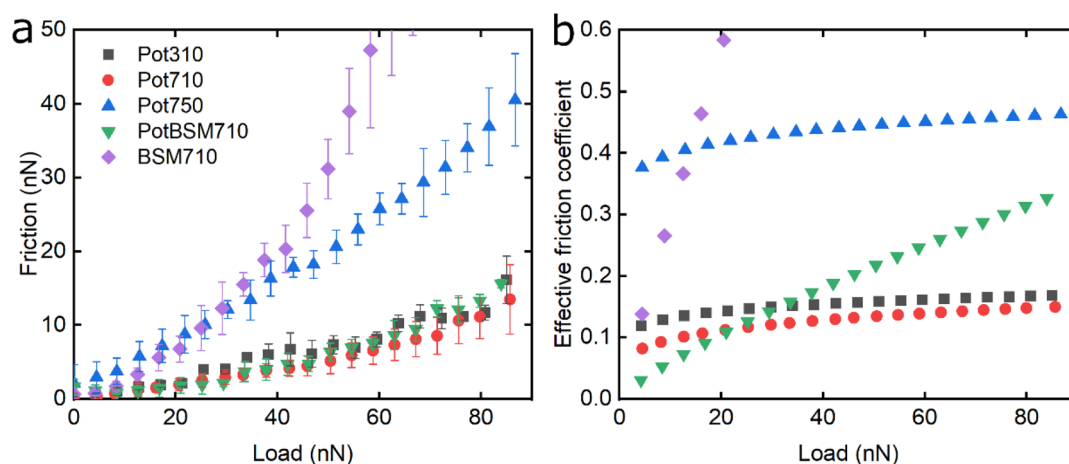 a
50
40
30
20
10
0
Friction (nN)
Pot310
Pot710
Pot750
PotBSM710
BSM710
0 20 40 60 80
Load (nN)
b
0.6
0.5
0.4
0.3
0.2
0.1
0.0
Effective friction coefficient
0 20 40 60 80
Load (nN)